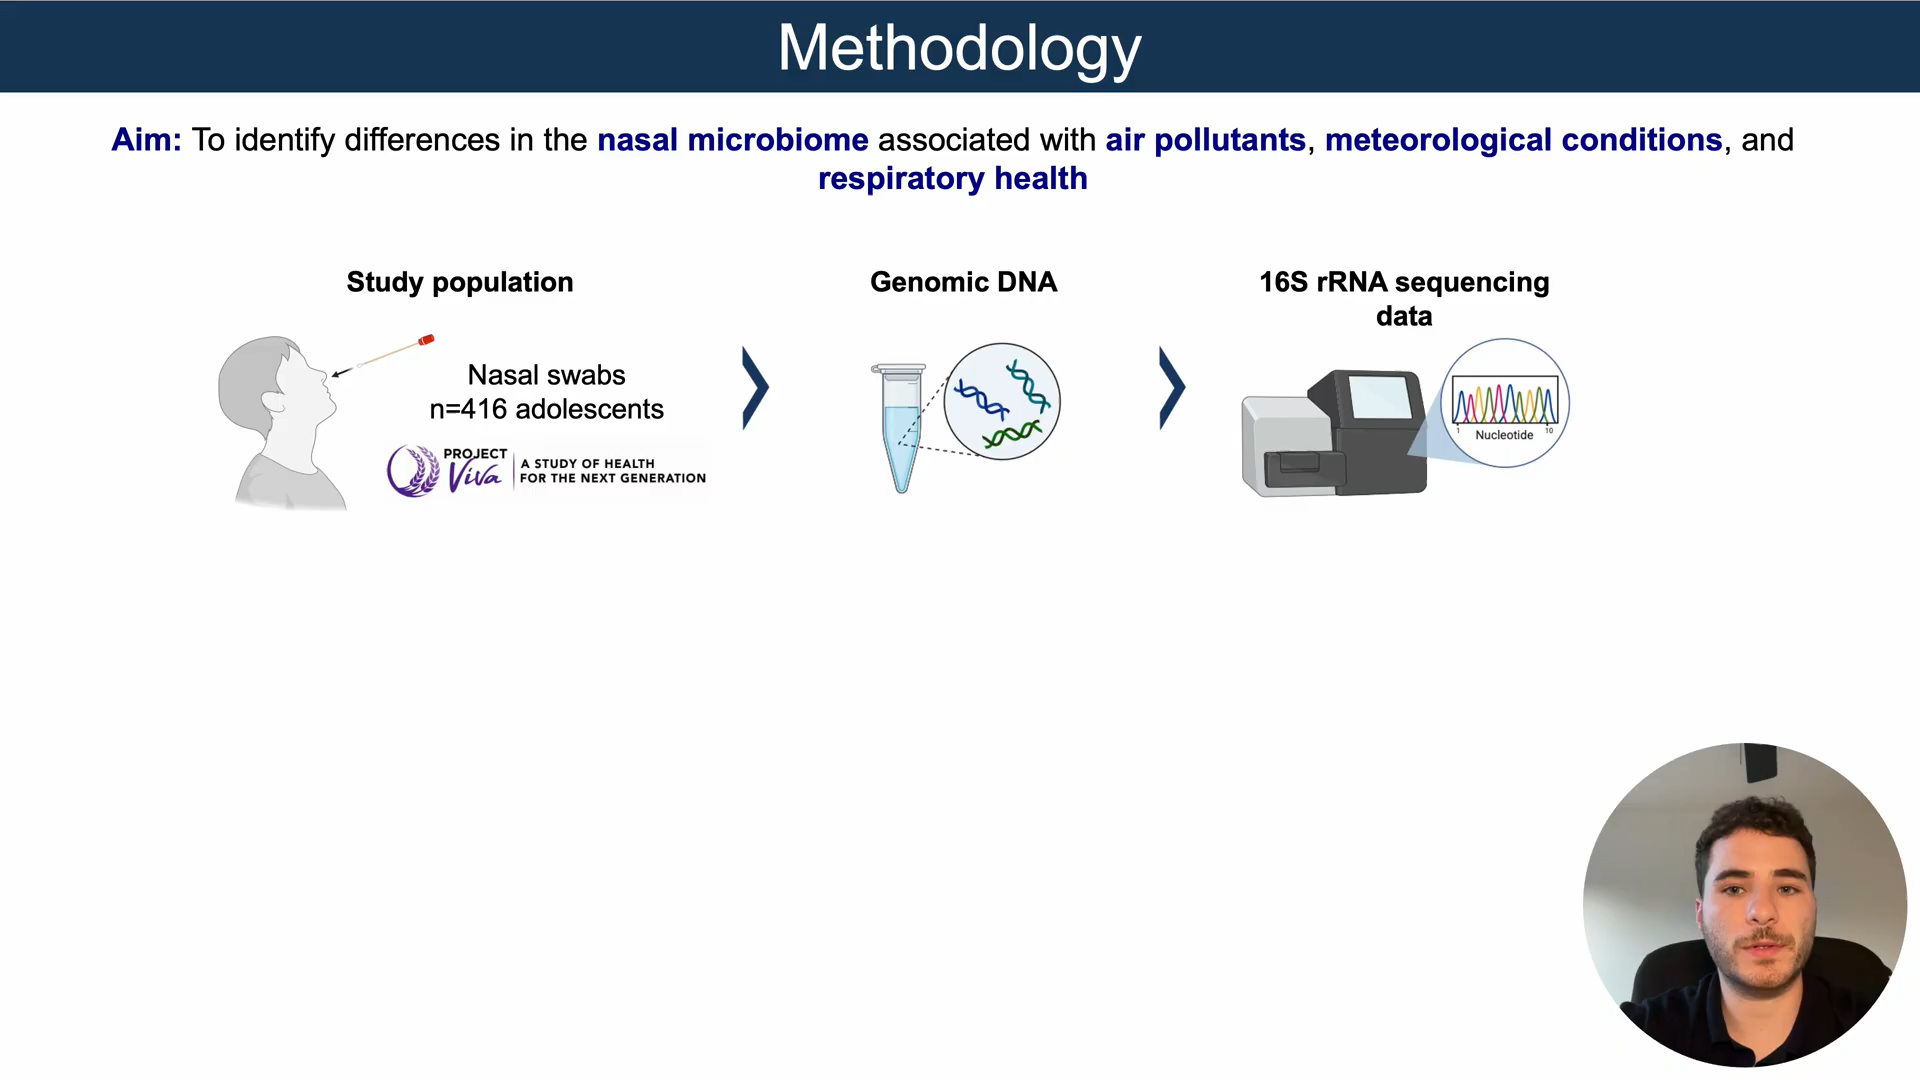 Methodology
Aim: To identify differences in the nasal microbiome associated with air pollutants, meteorological conditions, and
respiratory health
Study population
Nasal swabs
n=416 adolescents
PROJECT
Viva
A STUDY OF HEALTH
FOR THE NEXT GENERATION
Genomic DNA
16S rRNA sequencing
data
1 10
Nucleotide